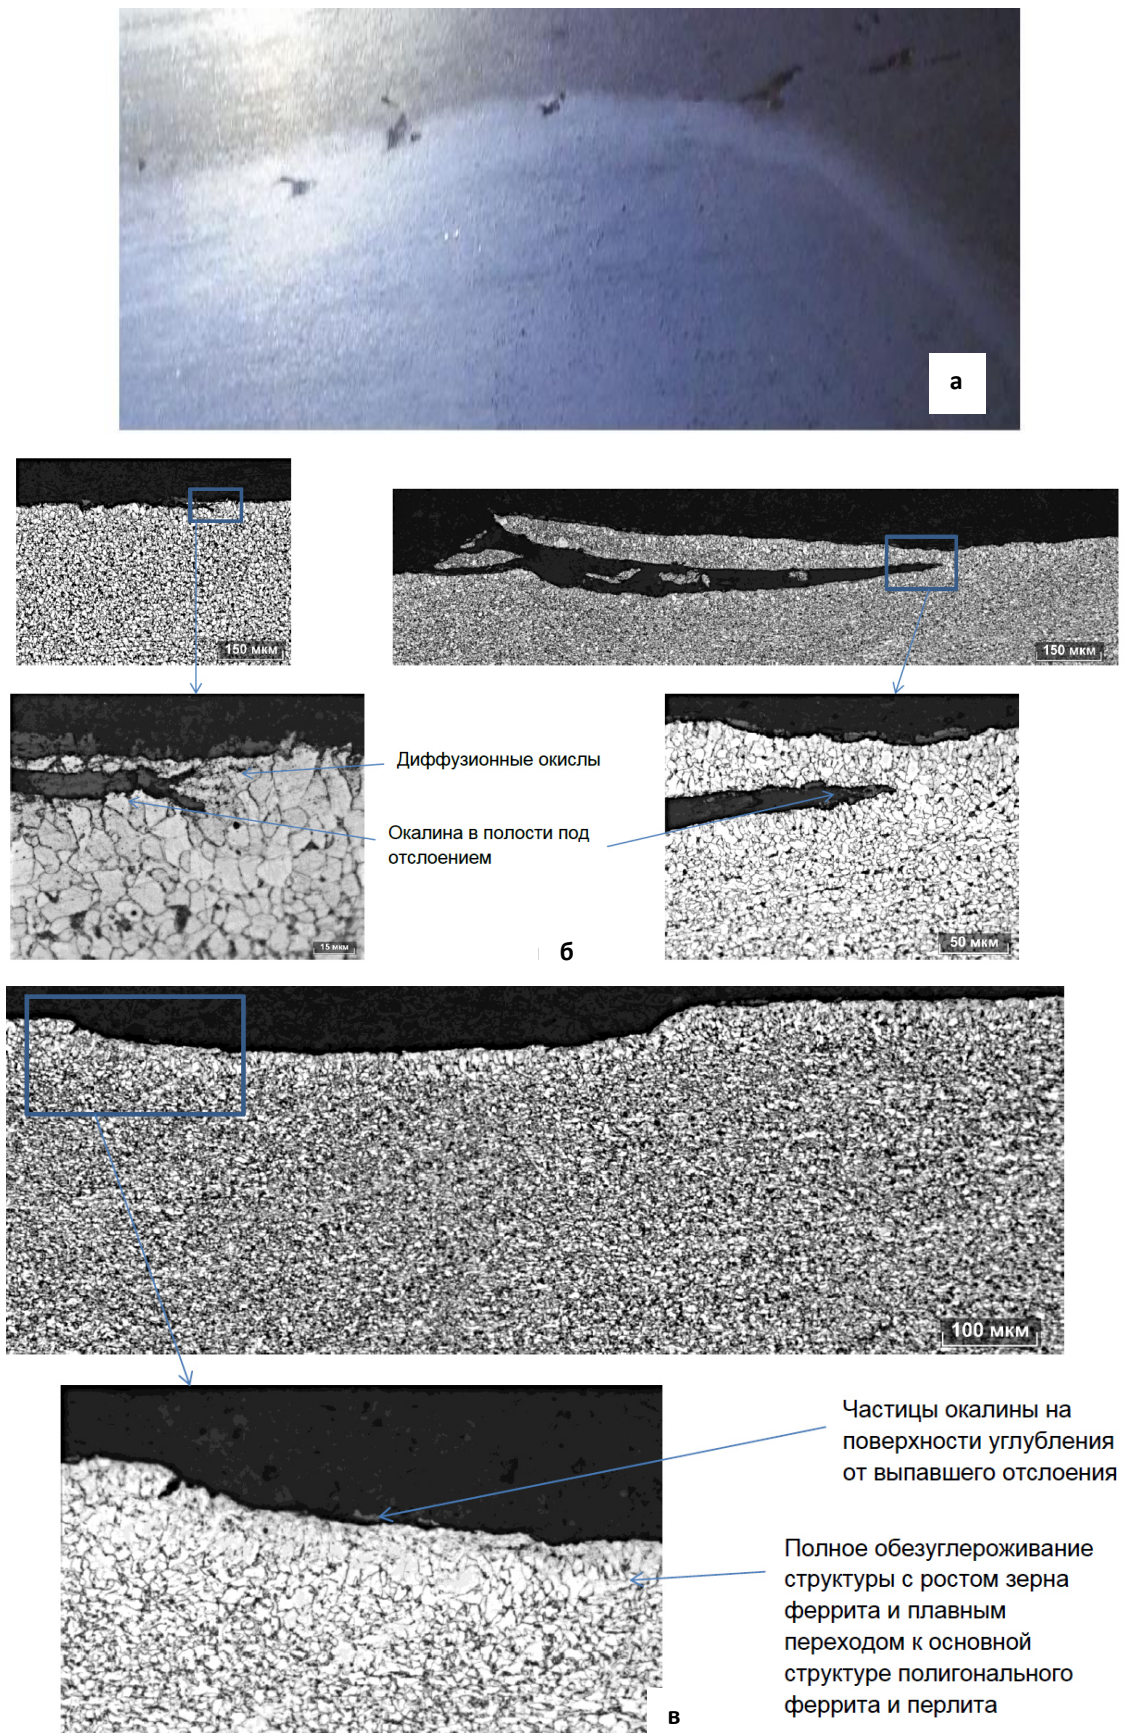 а
150 мкм
150 мкм
Диффузионные окислы
Окалина в полости под
отслоением
15 мкм
50 мкм
б
100 мкм
Частицы окалины на
поверхности углубления
от выпавшего отслоения
Полное обезуглероживание
структуры с ростом зерна
феррита и плавным
переходом к основной
структуре полигонального
феррита и перлита
в